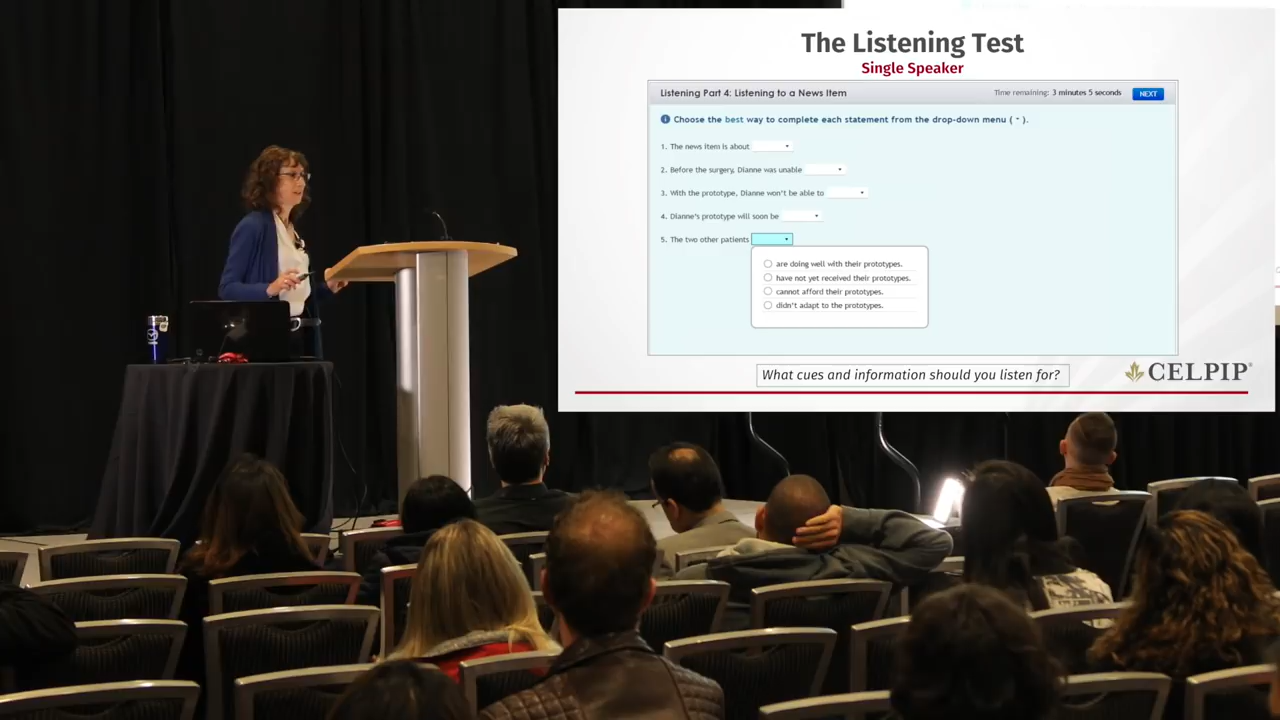 The Listening Test
Single Speaker
Listening Part 4: Listening to a News Item
Time remaining: 3 minutes 5 seconds
NEXT
Choose the best way to complete each statement from the drop-down menu ( ).
1. The news item is about
2. Before the surgery, Dianne was unable
3. With the prototype, Dianne won't be able to
4. Dianne's prototype will soon be
5. The two other patients
are doing well with their prototypes.
have not yet received their prototypes.
cannot afford their prototypes.
didn't adapt to the prototypes.
What cues and information should you listen for?
CELPIP®